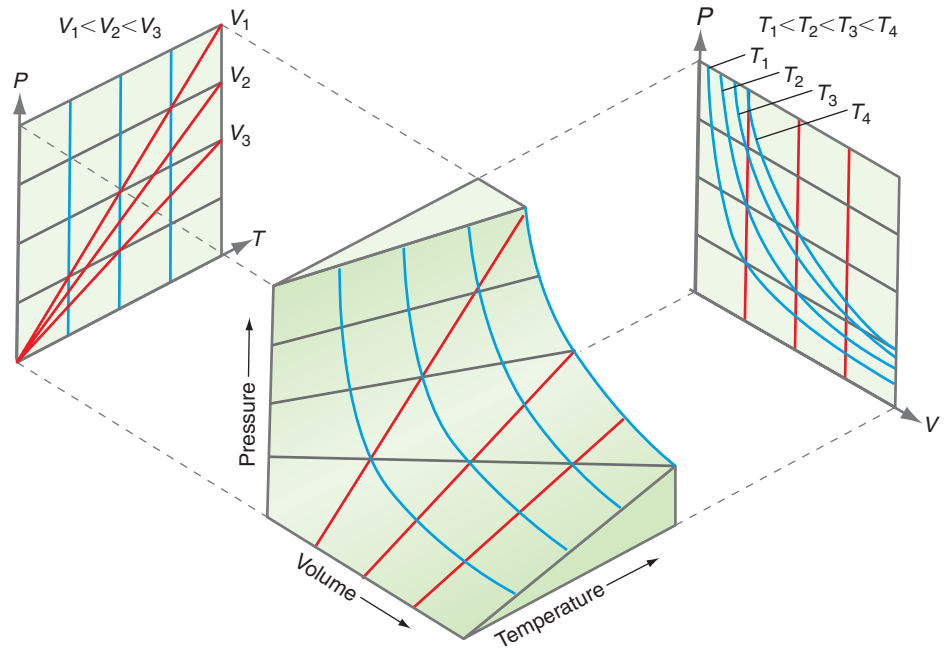 V₁<V₂<V₃
V₁
P
V₂
V₃
T
T₁<T₂<T₃<T₄
P
T₁
T₂
T₃
T₄
V
Pressure
Volume
Temperature